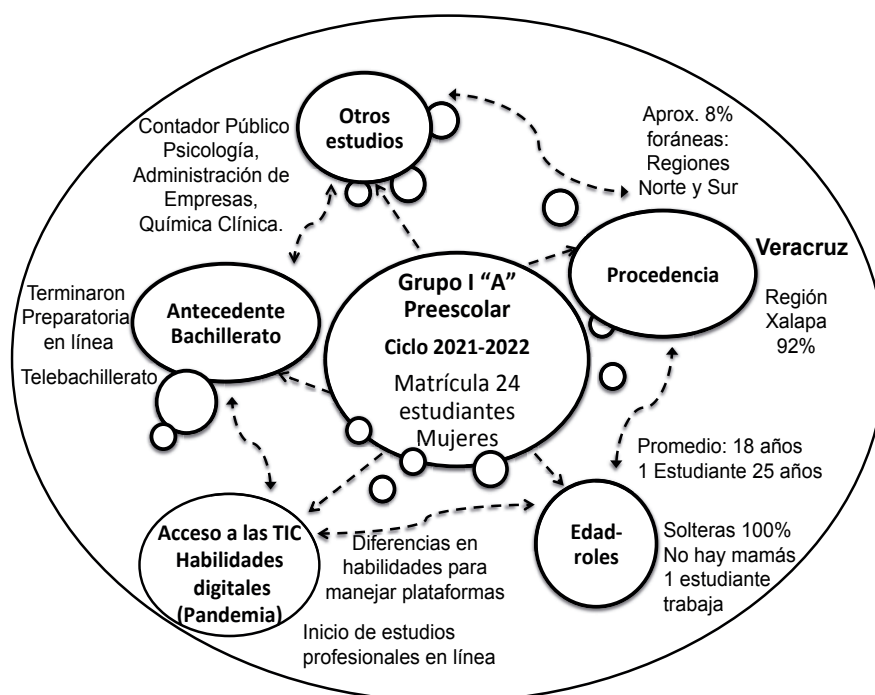 Otros
estudios
Contador Público
Psicología,
Administración de
Empresas,
Química Clínica.
Aprox. 8%
foráneas:
Regiones
Norte y Sur
Procedencia
Veracruz
Región
Xalapa
92%
Grupo I “A”
Preescolar
Ciclo 2021-2022
Matrícula 24
estudiantes
Mujeres
Antecedente
Bachillerato
Terminaron
Preparatoria
en línea
Telebachillerato
Promedio: 18 años
1 Estudiante 25 años
Edad-
roles
Solteras 100%
No hay mamás
1 estudiante
trabaja
Acceso a las TIC
Habilidades
digitales
(Pandemia)
Diferencias en
habilidades para
manejar plataformas
Inicio de estudios
profesionales en línea